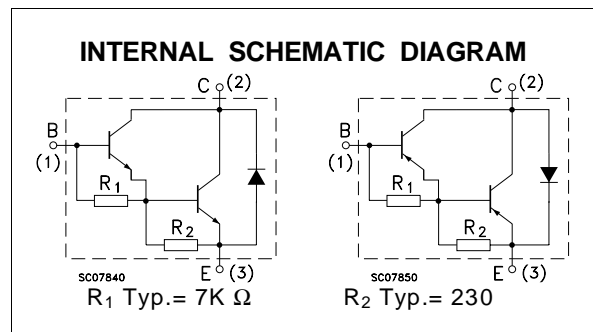 INTERNAL SCHEMATIC DIAGRAM
C (2)
B
(1)
R1
R2
SC07840
E (3)
C (2)
B
(1)
R1
R2
SC07850
E (3)
R1 Typ.= 7K Ω
R2 Typ.= 230